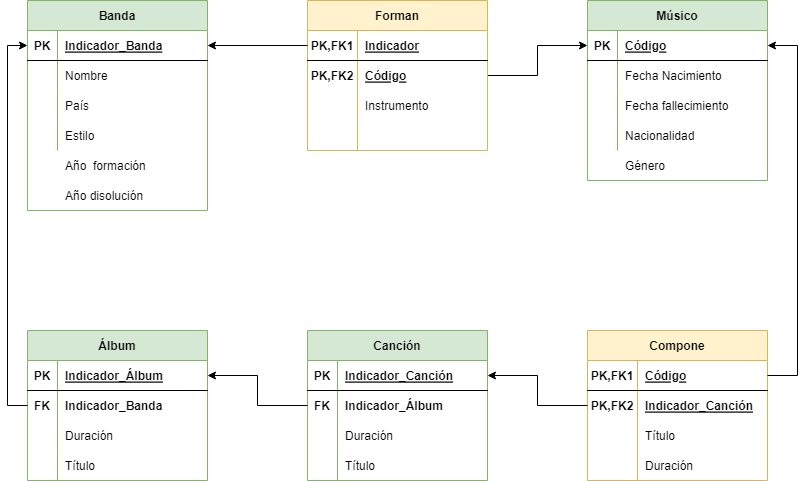 Banda
PK Indicador_Banda
Nombre
País
Estilo
Año formación
Año disolución
Forman
PK,FK1 Indicador
PK,FK2 Código
Instrumento
Músico
PK Código
Fecha Nacimiento
Fecha fallecimiento
Nacionalidad
Género
Álbum
PK Indicador_Álbum
FK Indicador_Banda
Duración
Título
Canción
PK Indicador_Canción
FK Indicador_Álbum
Duración
Título
Compone
PK,FK1 Código
PK,FK2 Indicador_Canción
Título
Duración